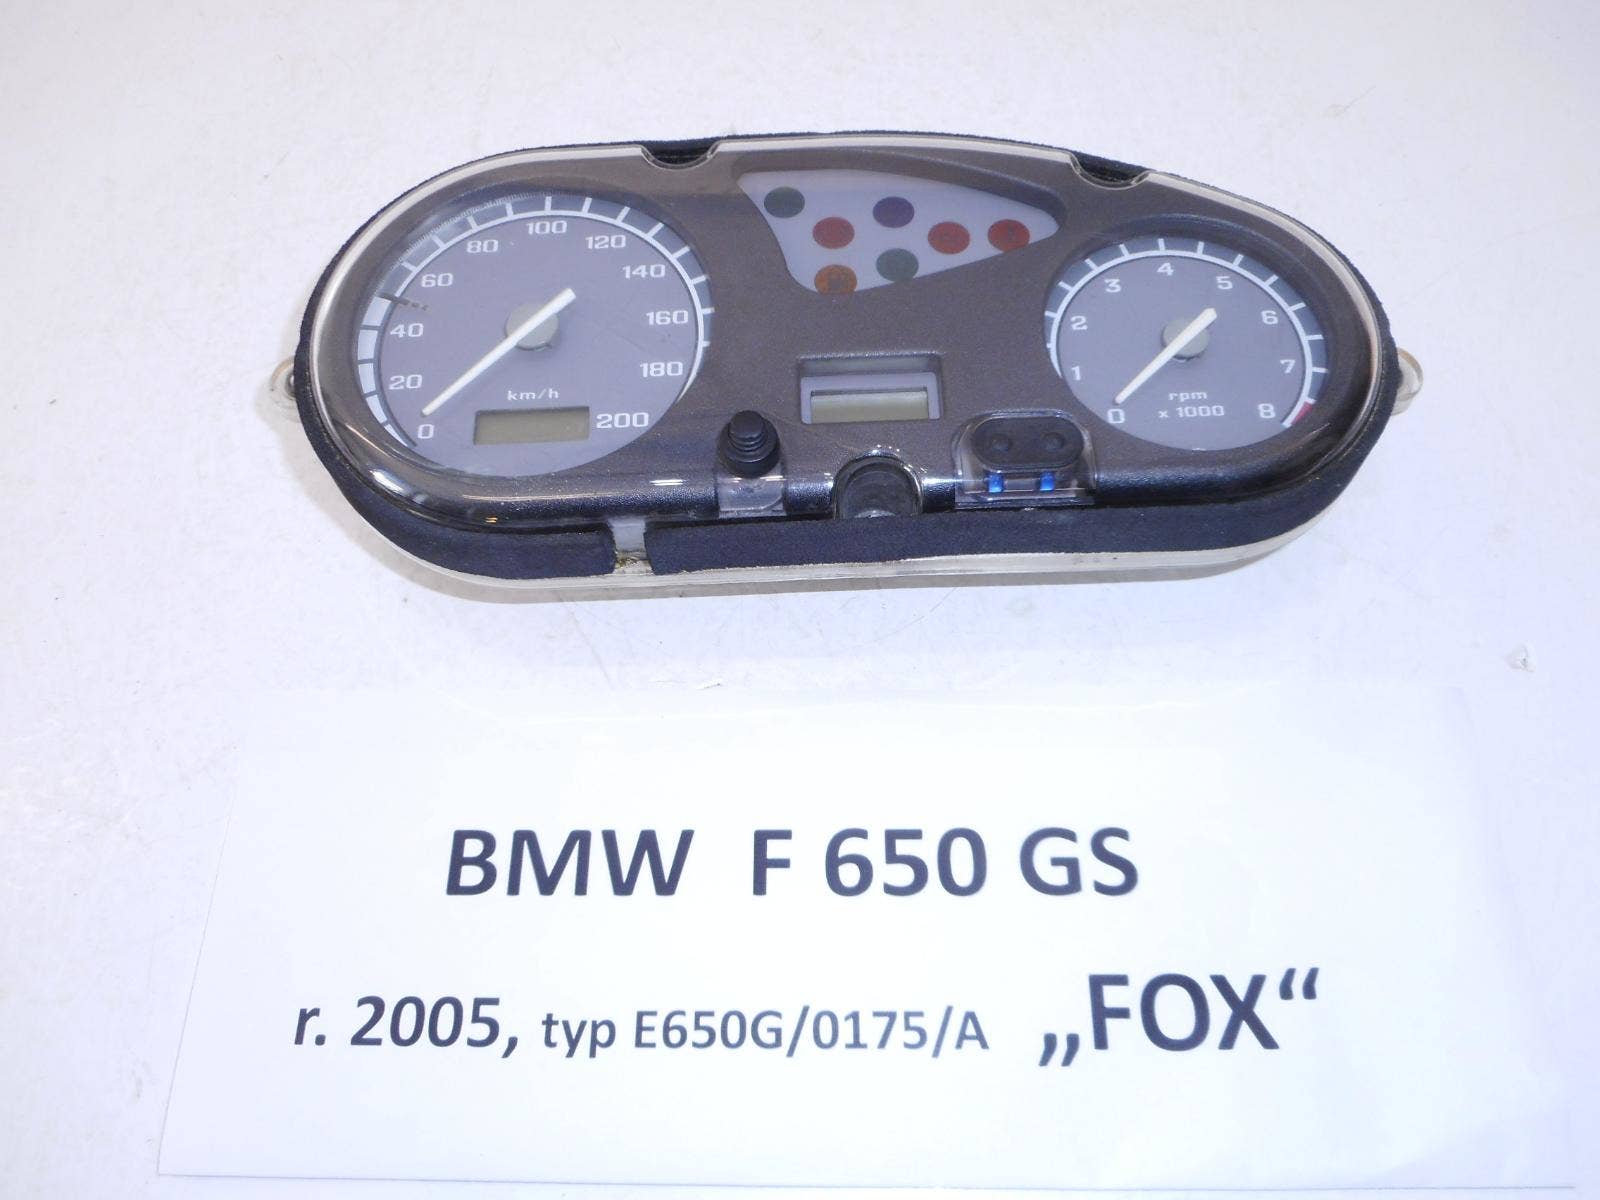 0 20 40 60 80 100 120 140 160 180 200
km/h
0 1 2 3 4 5 6 7 8
rpm
x 1000
BMW F 650 GS
r. 2005, typ E650G/0175/A „FOX“